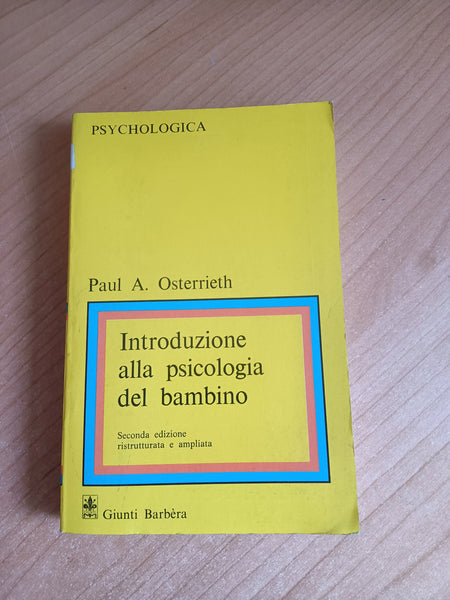 PSYCHOLOGICA
Paul A. Osterrieth
Introduzione
alla psicologia
del bambino
Seconda edizione
ristrutturata e ampliata
Giunti Barbèra